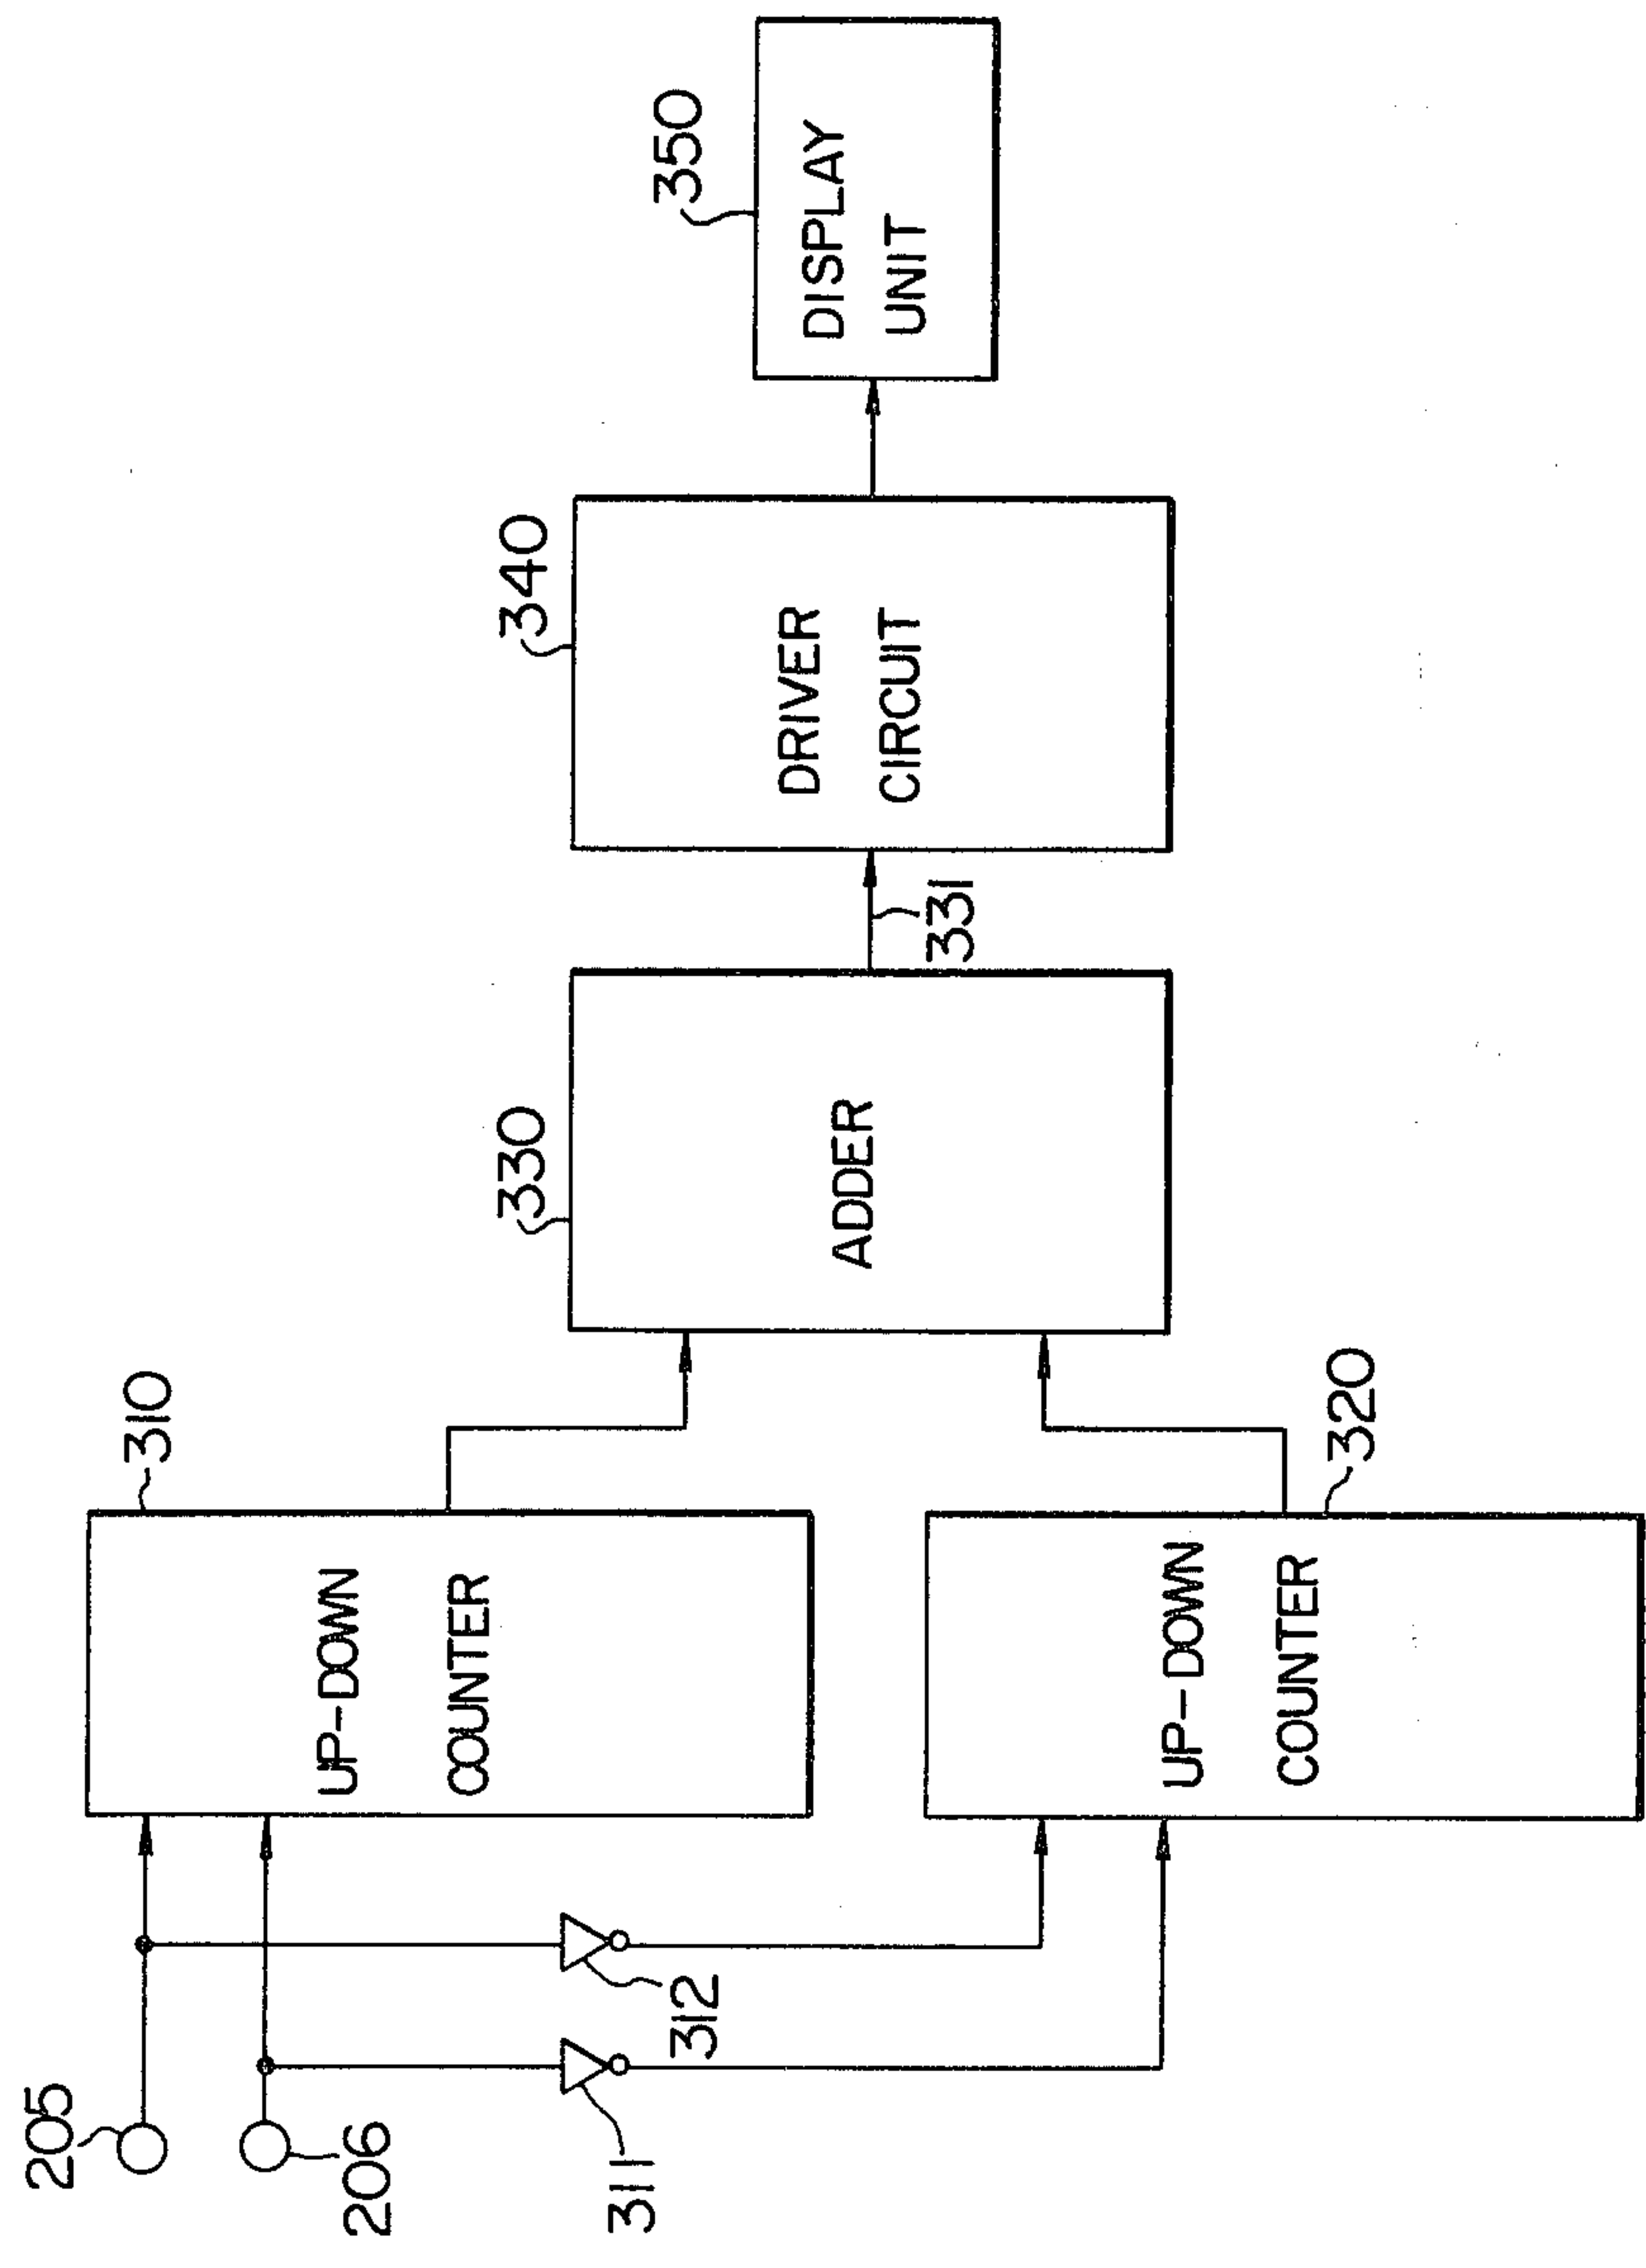 205
206
311
312
310
UP-DOWN
COUNTER
320
UP-DOWN
COUNTER
330
ADDER
331
340
DRIVER
CIRCUIT
350
DISPLAY
UNIT